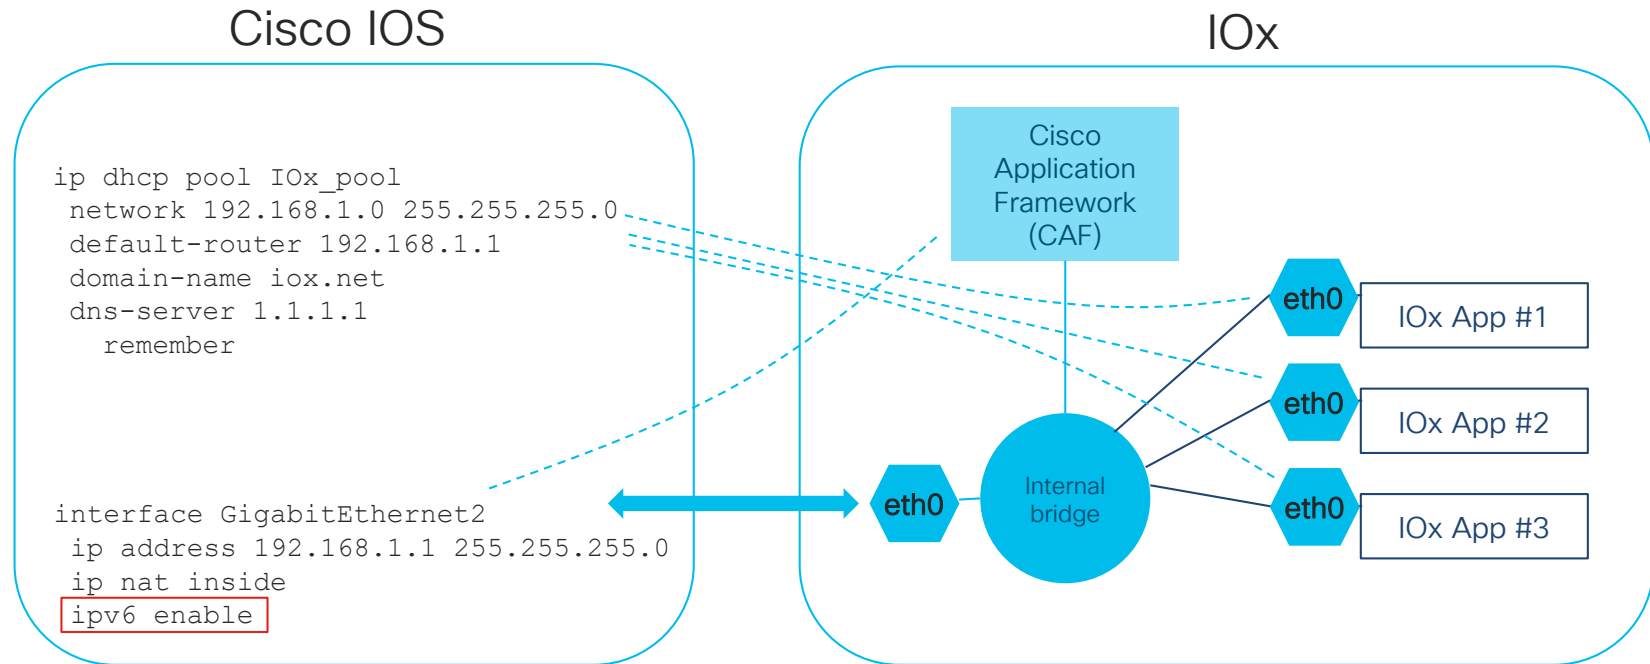 Cisco IOS
IOx
ip dhcp pool IOx_pool
network 192.168.1.0 255.255.255.0
default-router 192.168.1.1
domain-name iox.net
dns-server 1.1.1.1
remember
interface GigabitEthernet2
ip address 192.168.1.1 255.255.255.0
ip nat inside
ipv6 enable
Cisco
Application
Framework
(CAF)
eth0
Internal
bridge
eth0
IOx App #1
eth0
IOx App #2
eth0
IOx App #3